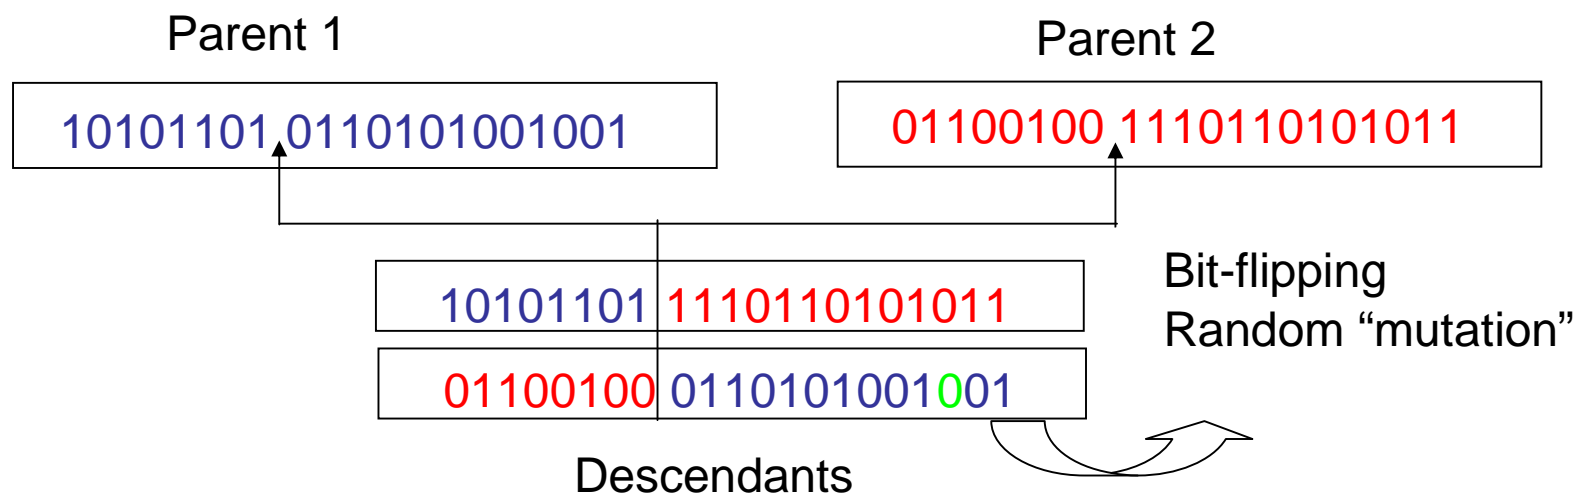 Parent 1
Parent 2
10101101 0110101001001
01100100 1110110101011
10101101 1110110101011
01100100 0110101001001
Bit-flipping
Random “mutation”
Descendants